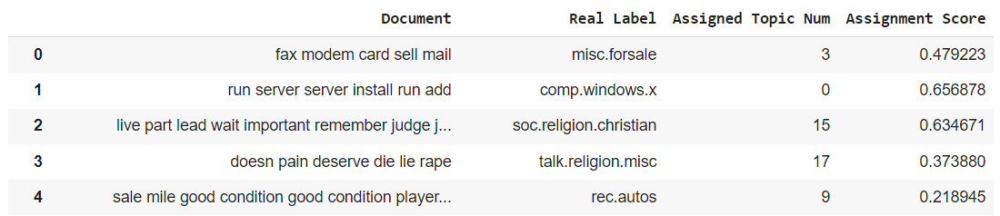 Document Real Label Assigned Topic Num Assignment Score
0 fax modem card sell mail misc.forsale 3 0.479223
1 run server server install run add comp.windows.x 0 0.656878
2 live part lead wait important remember judge j... soc.religion.christian 15 0.634671
3 doesn pain deserve die lie rape talk.religion.misc 17 0.373880
4 sale mile good condition good condition player... rec.autos 9 0.218945